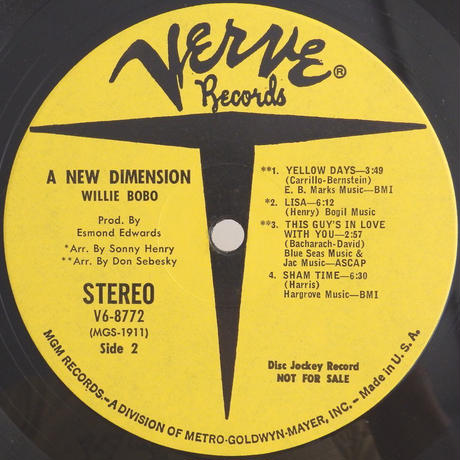 Verve ®
Records
A NEW DIMENSION
WILLIE BOBO
Prod. By
Esmond Edwards
*Arr. By Sonny Henry
**Arr. By Don Sebesky
STEREO
V6-8772
(MGS-1911)
Side 2
**1. YELLOW DAYS—3:49
(Carrillo-Bernstein)
E. B. Marks Music—BMI
*2. LISA—6:12
(Henry) Bogil Music
**3. THIS GUY'S IN LOVE
WITH YOU—2:57
(Bacharach-David)
Blue Seas Music &
Jac Music—ASCAP
4. SHAM TIME—6:30
(Harris)
Hargrove Music—BMI
Disc Jockey Record
NOT FOR SALE
MGM RECORDS—A DIVISION OF METRO-GOLDWYN-MAYER, INC.—Made in U.S.A.